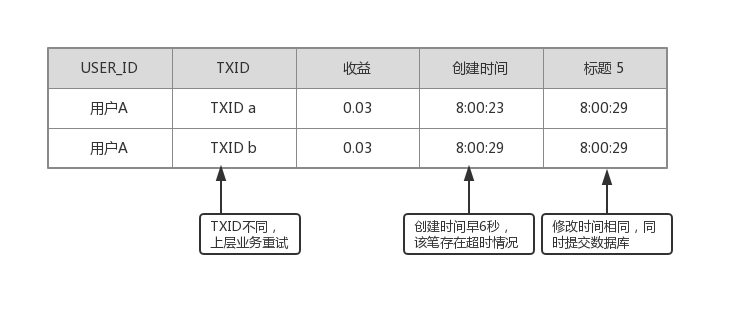 USER_ID TXID 收益 创建时间 标题 5
用户A TXID a 0.03 8:00:23 8:00:29
用户A TXID b 0.03 8:00:29 8:00:29
TXID不同，
上层业务重试
创建时间早6秒，
该笔存在超时情况
修改时间相同，同
时提交数据库